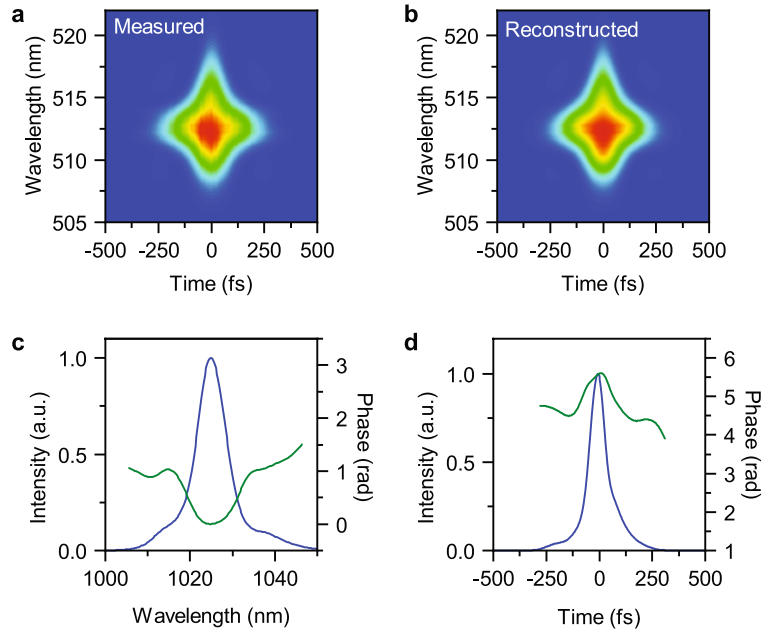 a
Measured
Wavelength (nm)
520
515
510
505
-500 -250 0 250 500
Time (fs)
b
Reconstructed
Wavelength (nm)
520
515
510
505
-500 -250 0 250 500
Time (fs)
c
Intensity (a.u.)
1.0
0.5
0.0
1000 1020 1040
Wavelength (nm)
3
2
1
0
Phase (rad)
d
Intensity (a.u.)
1.0
0.5
0.0
-500 -250 0 250 500
Time (fs)
6
5
4
3
2
1
Phase (rad)